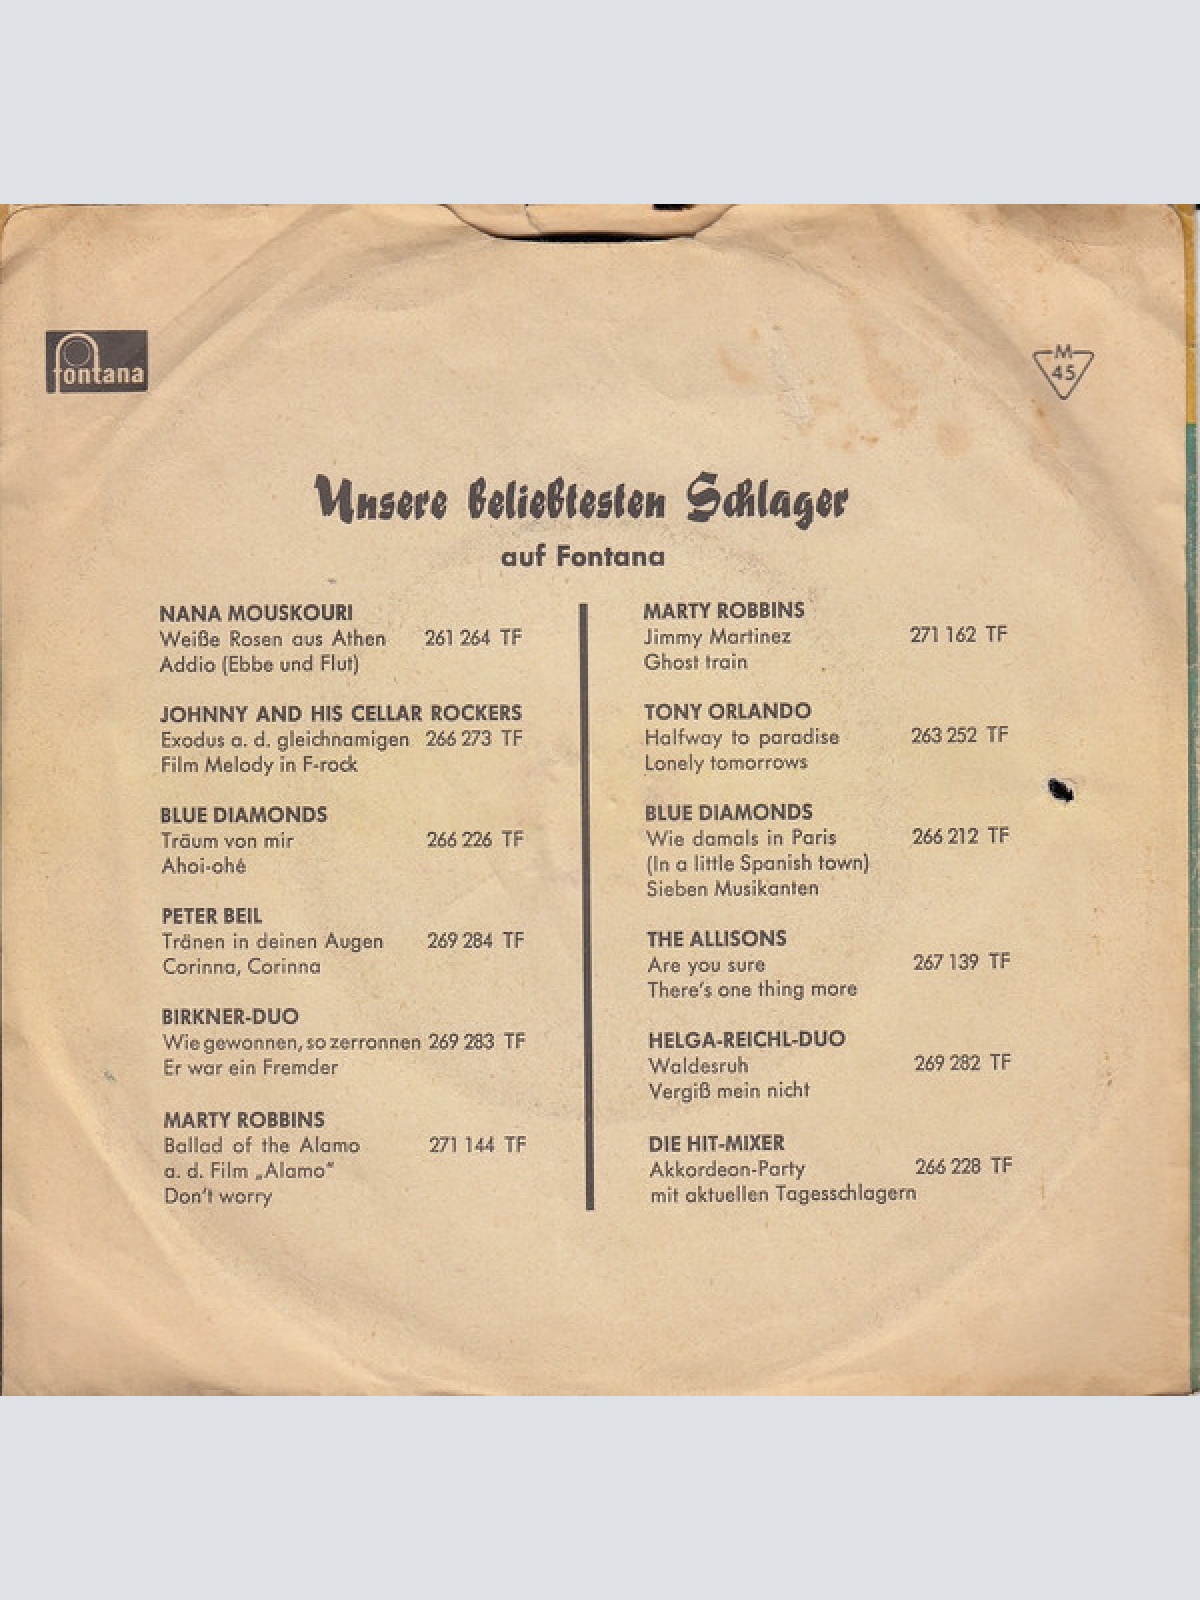 fontana
M
45
Unsere beliebtesten Schlager
auf Fontana
NANA MOUSKOURI
Weiße Rosen aus Athen 261 264 TF
Addio (Ebbe und Flut)
JOHNNY AND HIS CELLAR ROCKERS
Exodus a. d. gleichnamigen 266 273 TF
Film Melody in F-rock
BLUE DIAMONDS
Träum von mir 266 226 TF
Ahoi-ohé
PETER BEIL
Tränen in deinen Augen 269 284 TF
Corinna, Corinna
BIRKNER-DUO
Wie gewonnen, so zerronnen 269 283 TF
Er war ein Fremder
MARTY ROBBINS
Ballad of the Alamo 271 144 TF
a. d. Film „Alamo“
Don't worry
MARTY ROBBINS
Jimmy Martinez 271 162 TF
Ghost train
TONY ORLANDO
Halfway to paradise 263 252 TF
Lonely tomorrows
BLUE DIAMONDS
Wie damals in Paris 266 212 TF
(In a little Spanish town)
Sieben Musikanten
THE ALLISONS
Are you sure 267 139 TF
There's one thing more
HELGA-REICHL-DUO
Waldesruh 269 282 TF
Vergiß mein nicht
DIE HIT-MIXER
Akkordeon-Party 266 228 TF
mit aktuellen Tagesschlagern